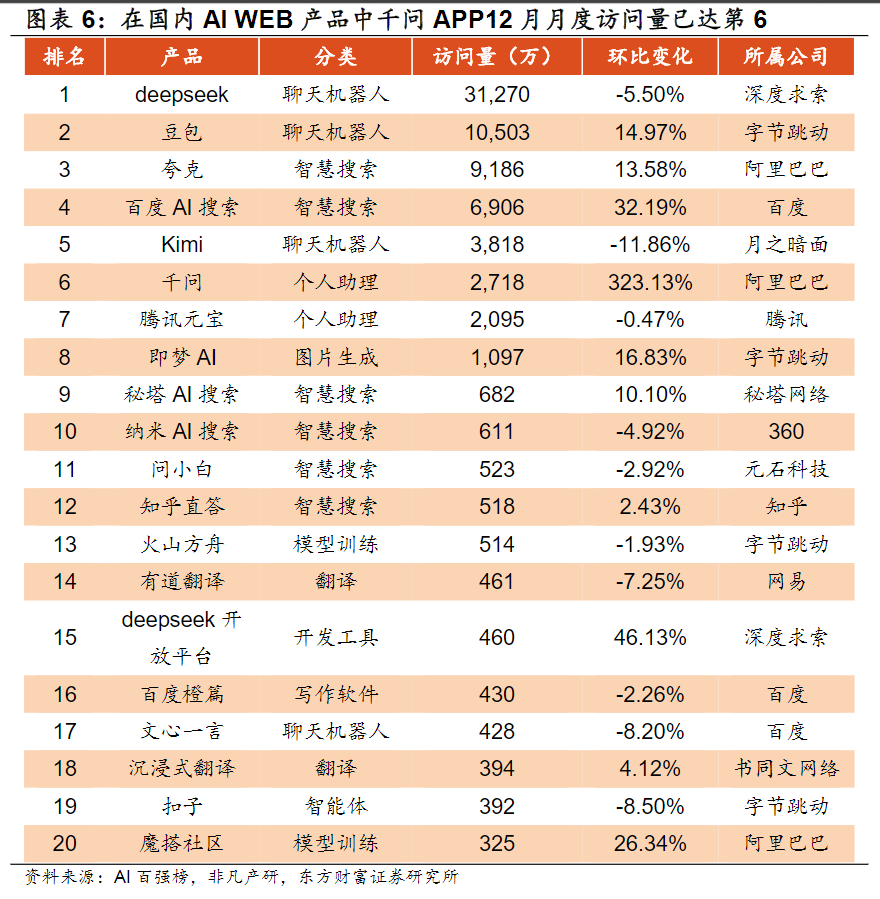 图表 6：在国内 AI WEB 产品中千问 APP12 月月度访问量已达第 6
排名 产品 分类 访问量（万） 环比变化 所属公司
1 deepseek 聊天机器人 31,270 -5.50% 深度求索
2 豆包 聊天机器人 10,503 14.97% 字节跳动
3 夸克 智慧搜索 9,186 13.58% 阿里巴巴
4 百度 AI 搜索 智慧搜索 6,906 32.19% 百度
5 Kimi 聊天机器人 3,818 -11.86% 月之暗面
6 千问 个人助理 2,718 323.13% 阿里巴巴
7 腾讯元宝 个人助理 2,095 -0.47% 腾讯
8 即梦 AI 图片生成 1,097 16.83% 字节跳动
9 秘塔 AI 搜索 智慧搜索 682 10.10% 秘塔网络
10 纳米 AI 搜索 智慧搜索 611 -4.92% 360
11 问小白 智慧搜索 523 -2.92% 元石科技
12 知乎直答 智慧搜索 518 2.43% 知乎
13 火山方舟 模型训练 514 -1.93% 字节跳动
14 有道翻译 翻译 461 -7.25% 网易
15 deepseek 开 开发工具 460 46.13% 深度求索
放平台
16 百度橙篇 写作软件 430 -2.26% 百度
17 文心一言 聊天机器人 428 -8.20% 百度
18 沉浸式翻译 翻译 394 4.12% 书同文网络
19 扣子 智能体 392 -8.50% 字节跳动
20 魔搭社区 模型训练 325 26.34% 阿里巴巴
资料来源：AI 百强榜，非凡产研，东方财富证券研究所